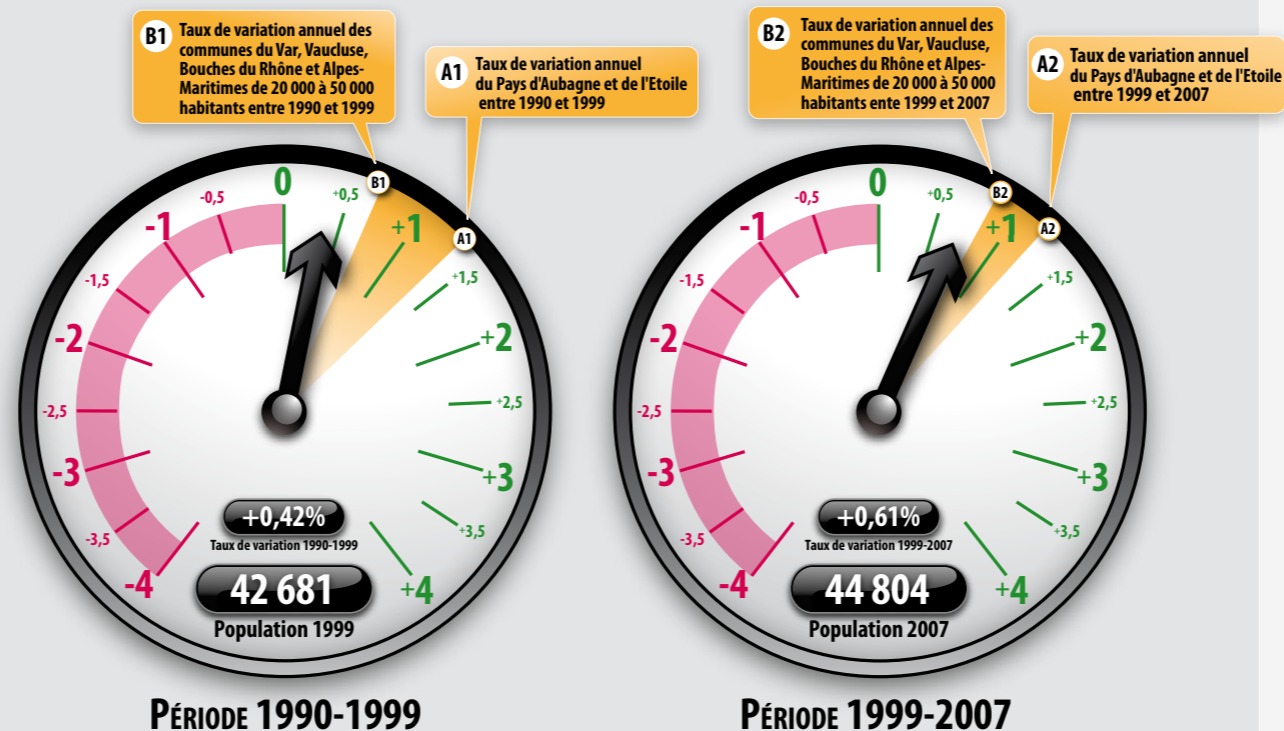 B1
Taux de variation annuel des
communes du Var, Vaucluse,
Bouches du Rhône et Alpes-
Maritimes de 20 000 à 50 000
habitants entre 1990 et 1999
A1
Taux de variation annuel
du Pays d'Aubagne et de l'Etoile
entre 1990 et 1999
0
-0,5
+0,5
B1
-1
+1
A1
-1,5
+1,5
-2
+2
-2,5
+2,5
-3
+3
-3,5
+3,5
-4
+4
+0,42%
Taux de variation 1990-1999
42 681
Population 1999
PÉRIODE 1990-1999
B2
Taux de variation annuel des
communes du Var, Vaucluse,
Bouches du Rhône et Alpes-
Maritimes de 20 000 à 50 000
habitants ente 1999 et 2007
A2
Taux de variation annuel
du Pays d'Aubagne et de l'Etoile
entre 1999 et 2007
0
-0,5
+0,5
B2
-1
+1
A2
-1,5
+1,5
-2
+2
-2,5
+2,5
-3
+3
-3,5
+3,5
-4
+4
+0,61%
Taux de variation 1999-2007
44 804
Population 2007
PÉRIODE 1999-2007